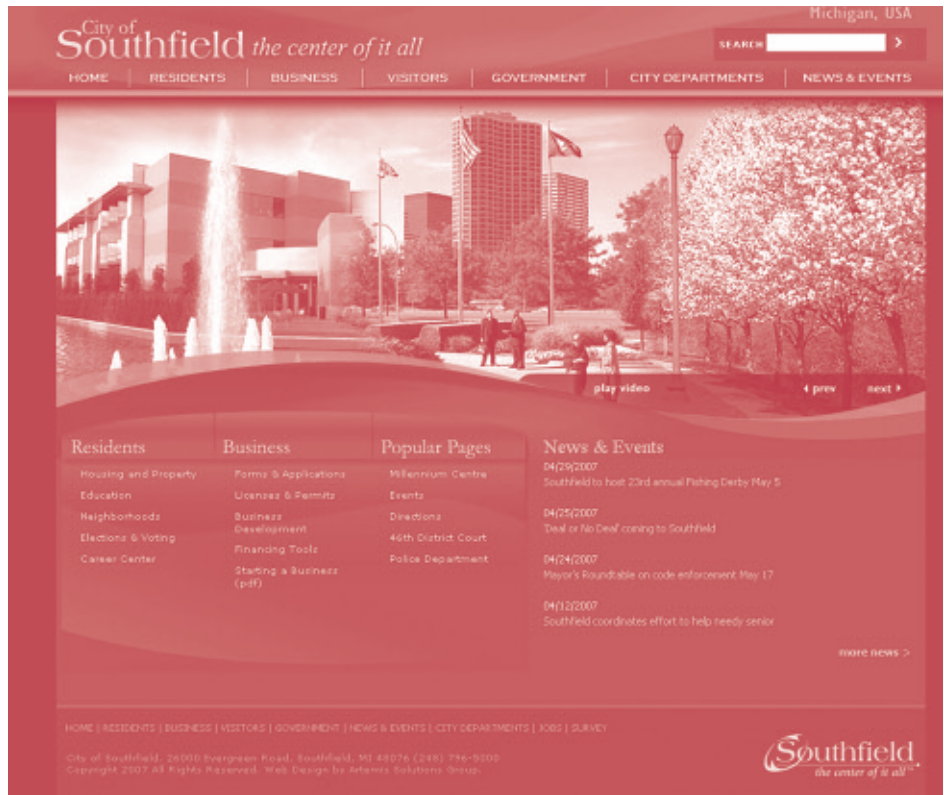 Michigan, USA
City of
Southfield the center of it all
SEARCH
HOME RESIDENTS BUSINESS VISITORS GOVERNMENT CITY DEPARTMENTS NEWS & EVENTS
play video prev next
Residents
Housing and Property
Education
Neighborhoods
Elections & Voting
Career Center
Business
Forms & Applications
Licenses & Permits
Business
Development
Financing Tools
Starting a Business
(pdf)
Popular Pages
Millennium Centre
Events
Directions
46th District Court
Police Department
News & Events
04/29/2007
Southfield to host 23rd annual Fishing Derby May 5
04/25/2007
'Deal or No Deal' coming to Southfield
04/24/2007
Mayor's Roundtable on code enforcement May 17
04/12/2007
Southfield coordinates effort to help needy senior
more news >
HOME | RESIDENTS | BUSINESS | VISITORS | GOVERNMENT | NEWS & EVENTS | CITY DEPARTMENTS | JOBS | SURVEY
City of Southfield. 26000 Evergreen Road. Southfield, MI 48076 (248) 796-5000
Copyright 2007 All Rights Reserved. Web Design by Artemis Solutions Group.
Southfield
the center of it all™